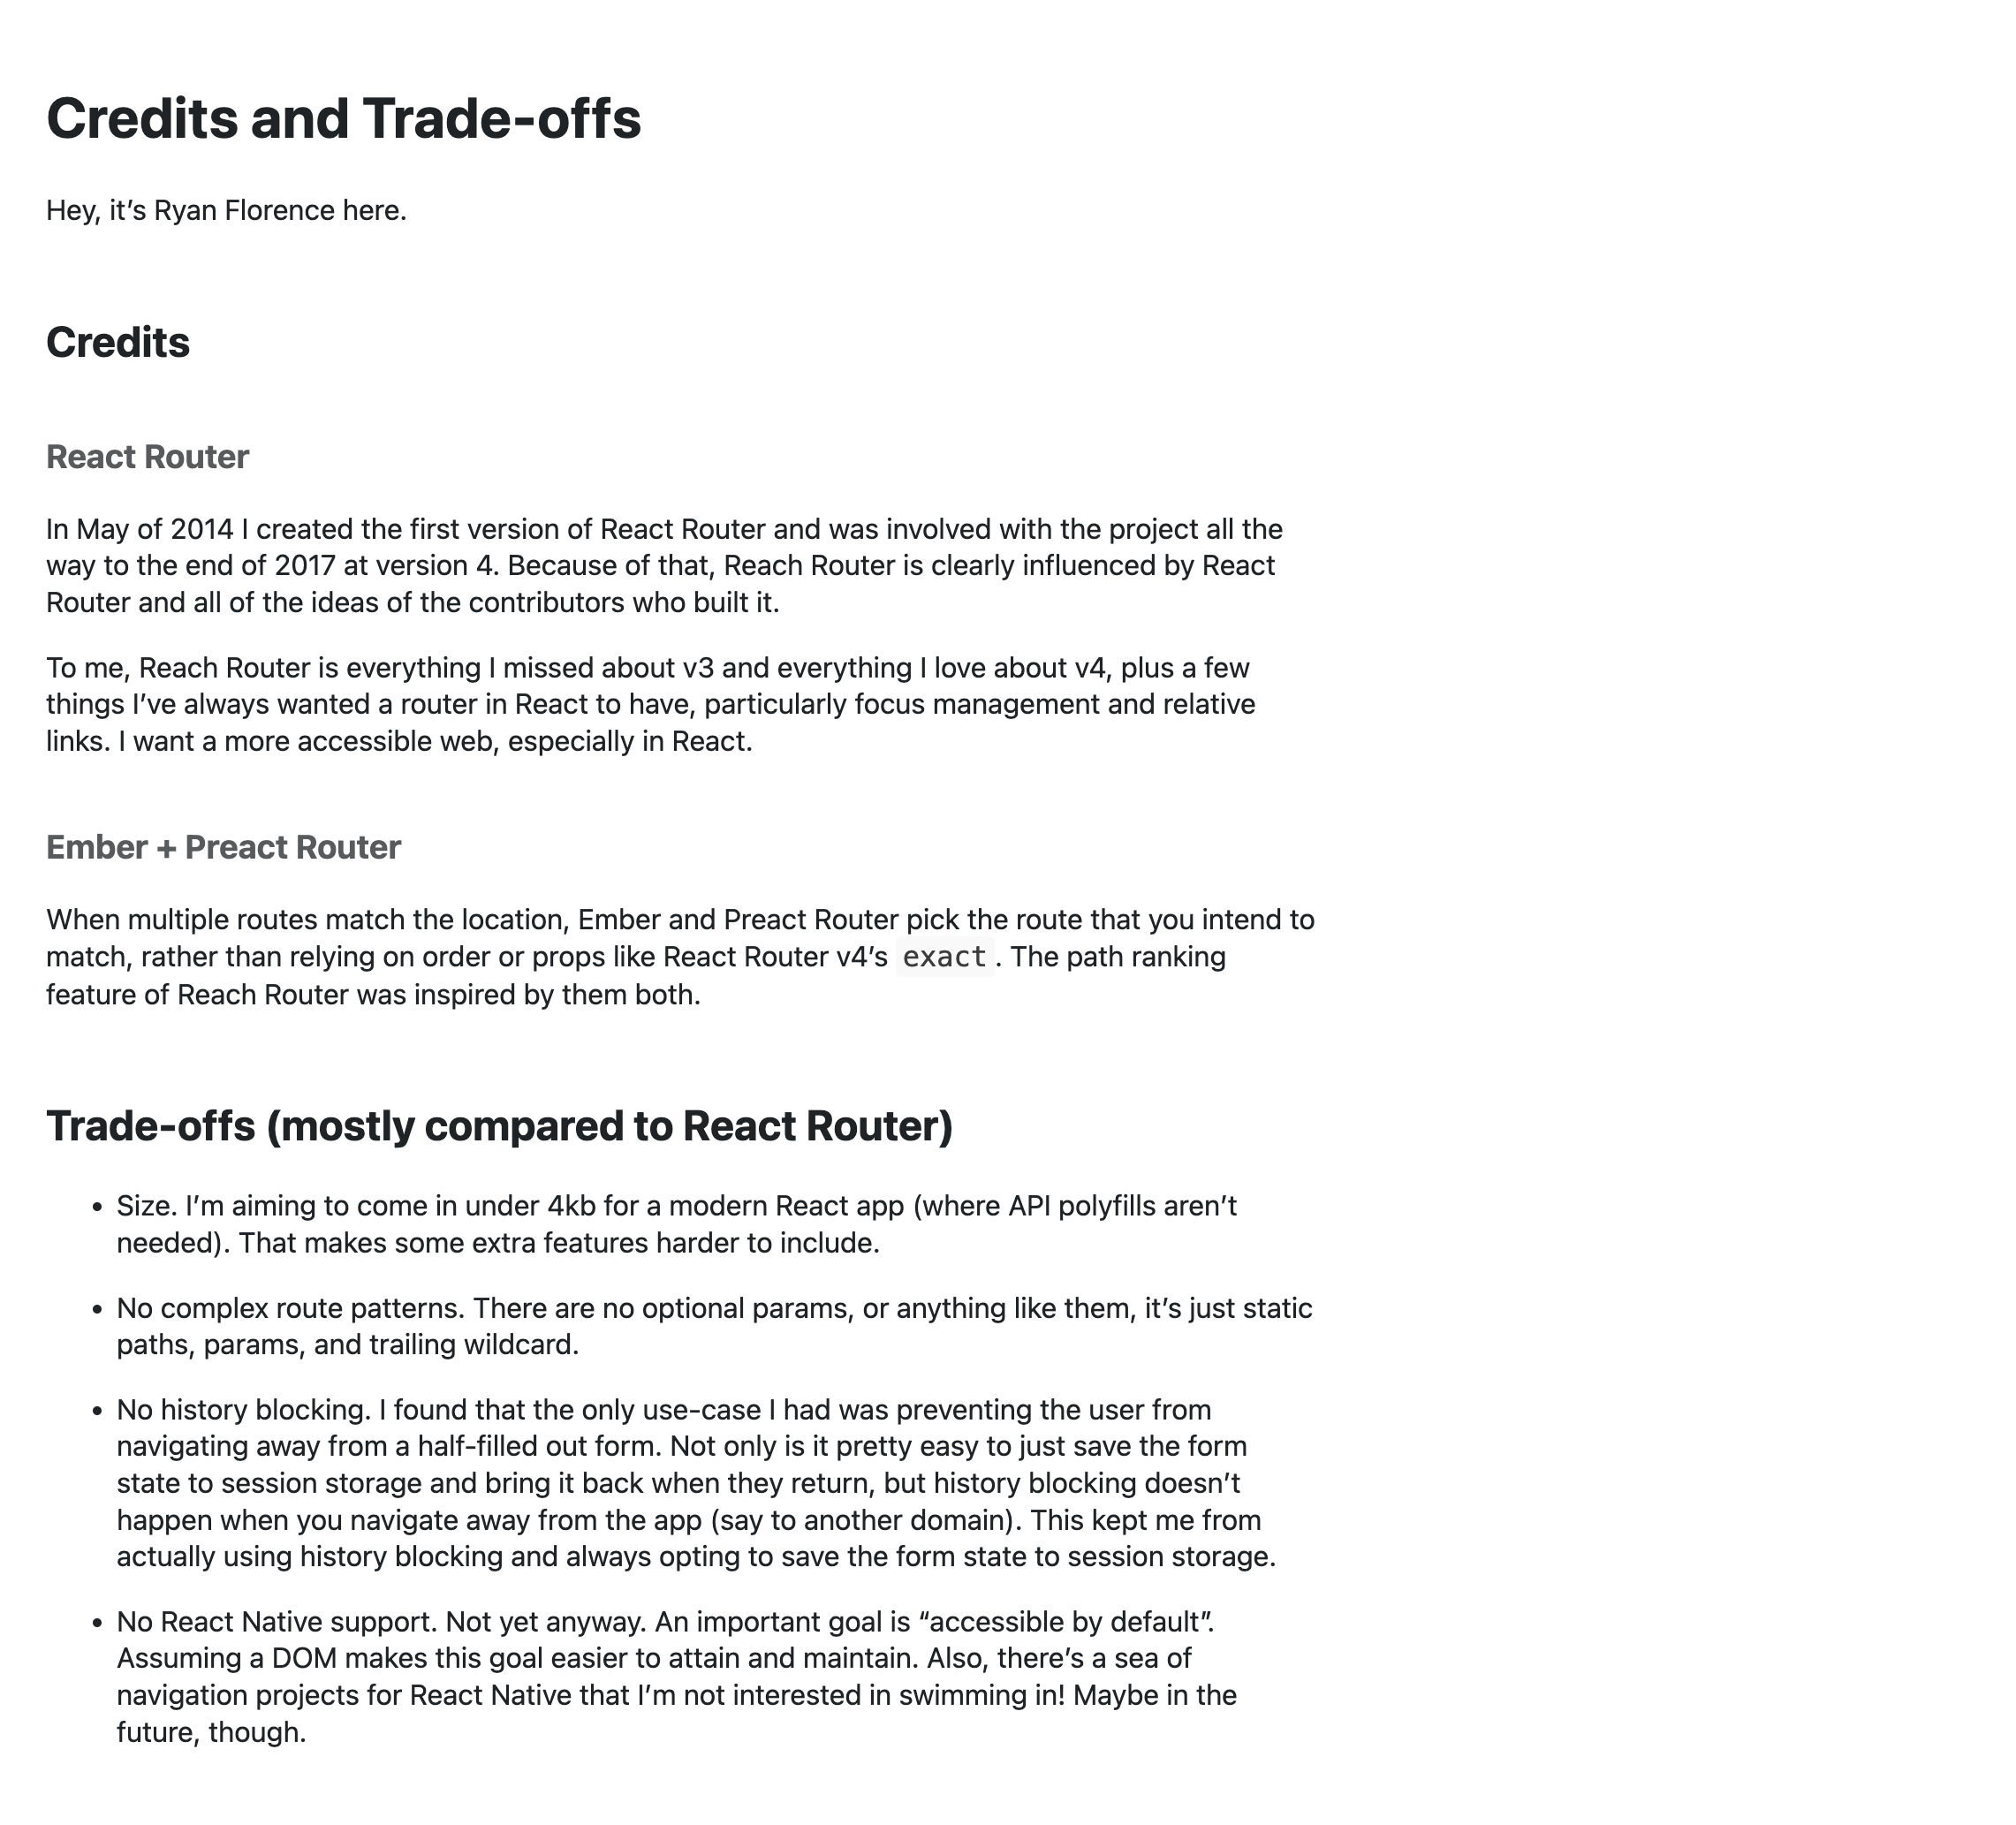 Credits and Trade-offs
Hey, it’s Ryan Florence here.
Credits
React Router
In May of 2014 I created the first version of React Router and was involved with the project all the
way to the end of 2017 at version 4. Because of that, Reach Router is clearly influenced by React
Router and all of the ideas of the contributors who built it.
To me, Reach Router is everything I missed about v3 and everything I love about v4, plus a few
things I’ve always wanted a router in React to have, particularly focus management and relative
links. I want a more accessible web, especially in React.
Ember + Preact Router
When multiple routes match the location, Ember and Preact Router pick the route that you intend to
match, rather than relying on order or props like React Router v4’s exact. The path ranking
feature of Reach Router was inspired by them both.
Trade-offs (mostly compared to React Router)
• Size. I’m aiming to come in under 4kb for a modern React app (where API polyfills aren’t
needed). That makes some extra features harder to include.
• No complex route patterns. There are no optional params, or anything like them, it’s just static
paths, params, and trailing wildcard.
• No history blocking. I found that the only use-case I had was preventing the user from
navigating away from a half-filled out form. Not only is it pretty easy to just save the form
state to session storage and bring it back when they return, but history blocking doesn’t
happen when you navigate away from the app (say to another domain). This kept me from
actually using history blocking and always opting to save the form state to session storage.
• No React Native support. Not yet anyway. An important goal is “accessible by default”.
Assuming a DOM makes this goal easier to attain and maintain. Also, there’s a sea of
navigation projects for React Native that I’m not interested in swimming in! Maybe in the
future, though.